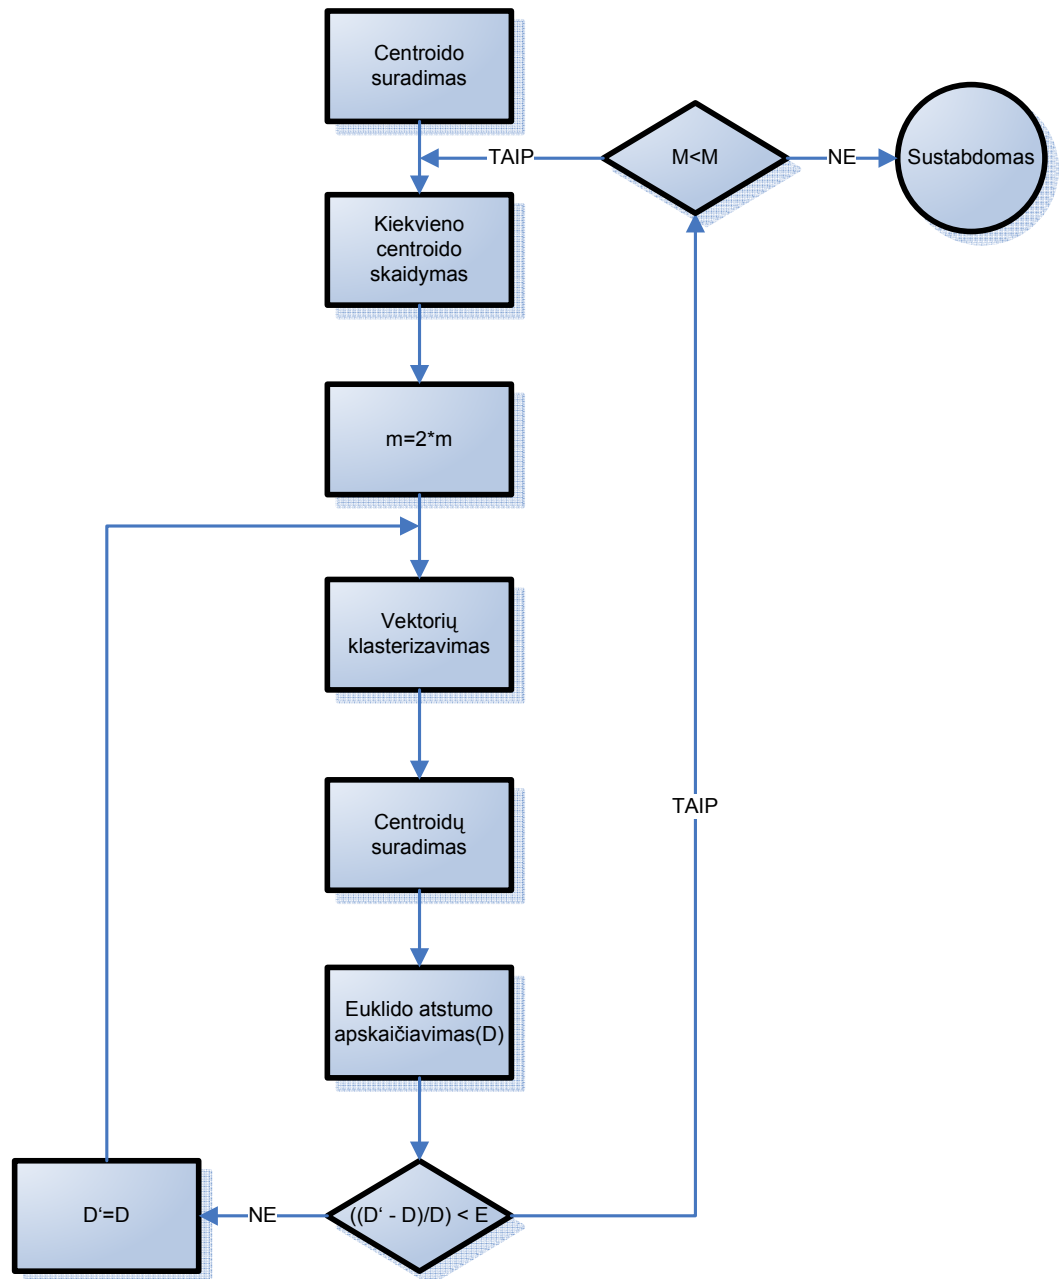 Centroido
suradimas
TAIP
M<M
NE
Sustabdomas
Kiekvieno
centroido
skaidymas
m=2*m
Vektorių
klasterizavimas
Centroidų
suradimas
TAIP
Euklido atstumo
apskaičiavimas(D)
D‘=D
NE
((D‘ - D)/D) < E